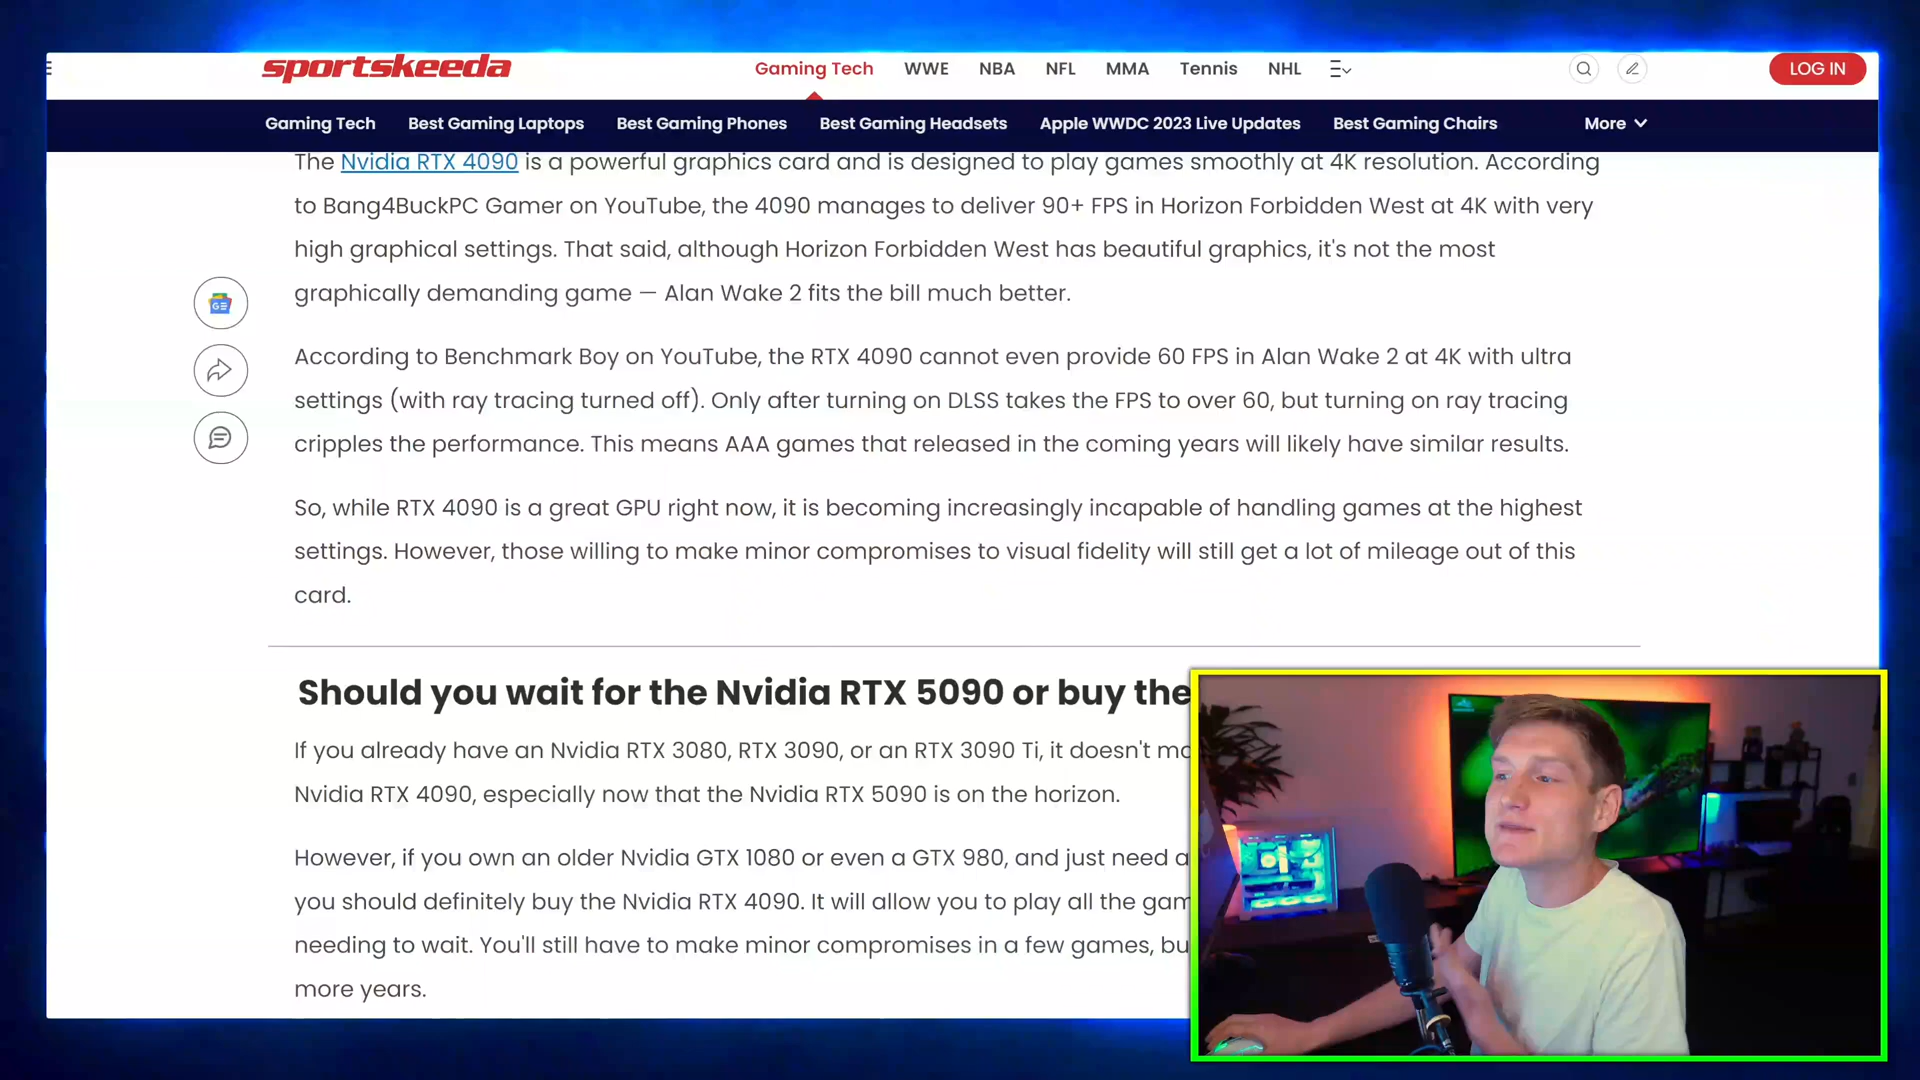 sportskeeda
Gaming Tech WWE NBA NFL MMA Tennis NHL
LOG IN
Gaming Tech Best Gaming Laptops Best Gaming Phones Best Gaming Headsets Apple WWDC 2023 Live Updates Best Gaming Chairs More
The Nvidia RTX 4090 is a powerful graphics card and is designed to play games smoothly at 4K resolution. According
to Bang4BuckPC Gamer on YouTube, the 4090 manages to deliver 90+ FPS in Horizon Forbidden West at 4K with very
high graphical settings. That said, although Horizon Forbidden West has beautiful graphics, it's not the most
graphically demanding game — Alan Wake 2 fits the bill much better.
According to Benchmark Boy on YouTube, the RTX 4090 cannot even provide 60 FPS in Alan Wake 2 at 4K with ultra
settings (with ray tracing turned off). Only after turning on DLSS takes the FPS to over 60, but turning on ray tracing
cripples the performance. This means AAA games that released in the coming years will likely have similar results.
So, while RTX 4090 is a great GPU right now, it is becoming increasingly incapable of handling games at the highest
settings. However, those willing to make minor compromises to visual fidelity will still get a lot of mileage out of this
card.
Should you wait for the Nvidia RTX 5090 or buy the
If you already have an Nvidia RTX 3080, RTX 3090, or an RTX 3090 Ti, it doesn't
Nvidia RTX 4090, especially now that the Nvidia RTX 5090 is on the horizon.
However, if you own an older Nvidia GTX 1080 or even a GTX 980, and just need a
you should definitely buy the Nvidia RTX 4090. It will allow you to play all the
needing to wait. You'll still have to make minor compromises in a few games,
more years.